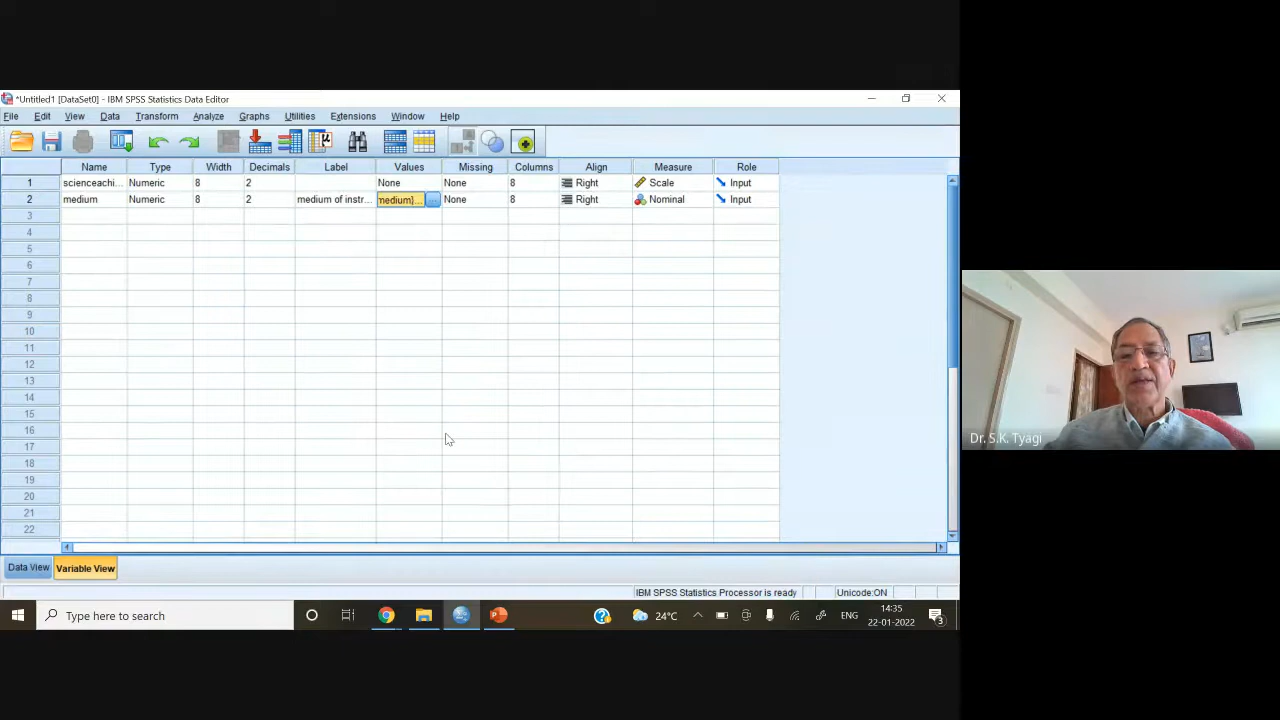 *Untitled1 [DataSet0] - IBM SPSS Statistics Data Editor
File Edit View Data Transform Analyze Graphs Utilities Extensions Window Help
Name Type Width Decimals Label Values Missing Columns Align Measure Role
1 scienceachi... Numeric 8 2 None None 8 Right Scale Input
2 medium Numeric 8 2 medium of instr... medium}... ... None 8 Right Nominal Input
3
4
5
6
7
8
9
10
11
12
13
14
15
16
17
18
19
20
21
22
Dr. S.K. Tyagi
Data View Variable View
IBM SPSS Statistics Processor is ready Unicode:ON
Type here to search 24°C ENG 14:35
22-01-2022 3